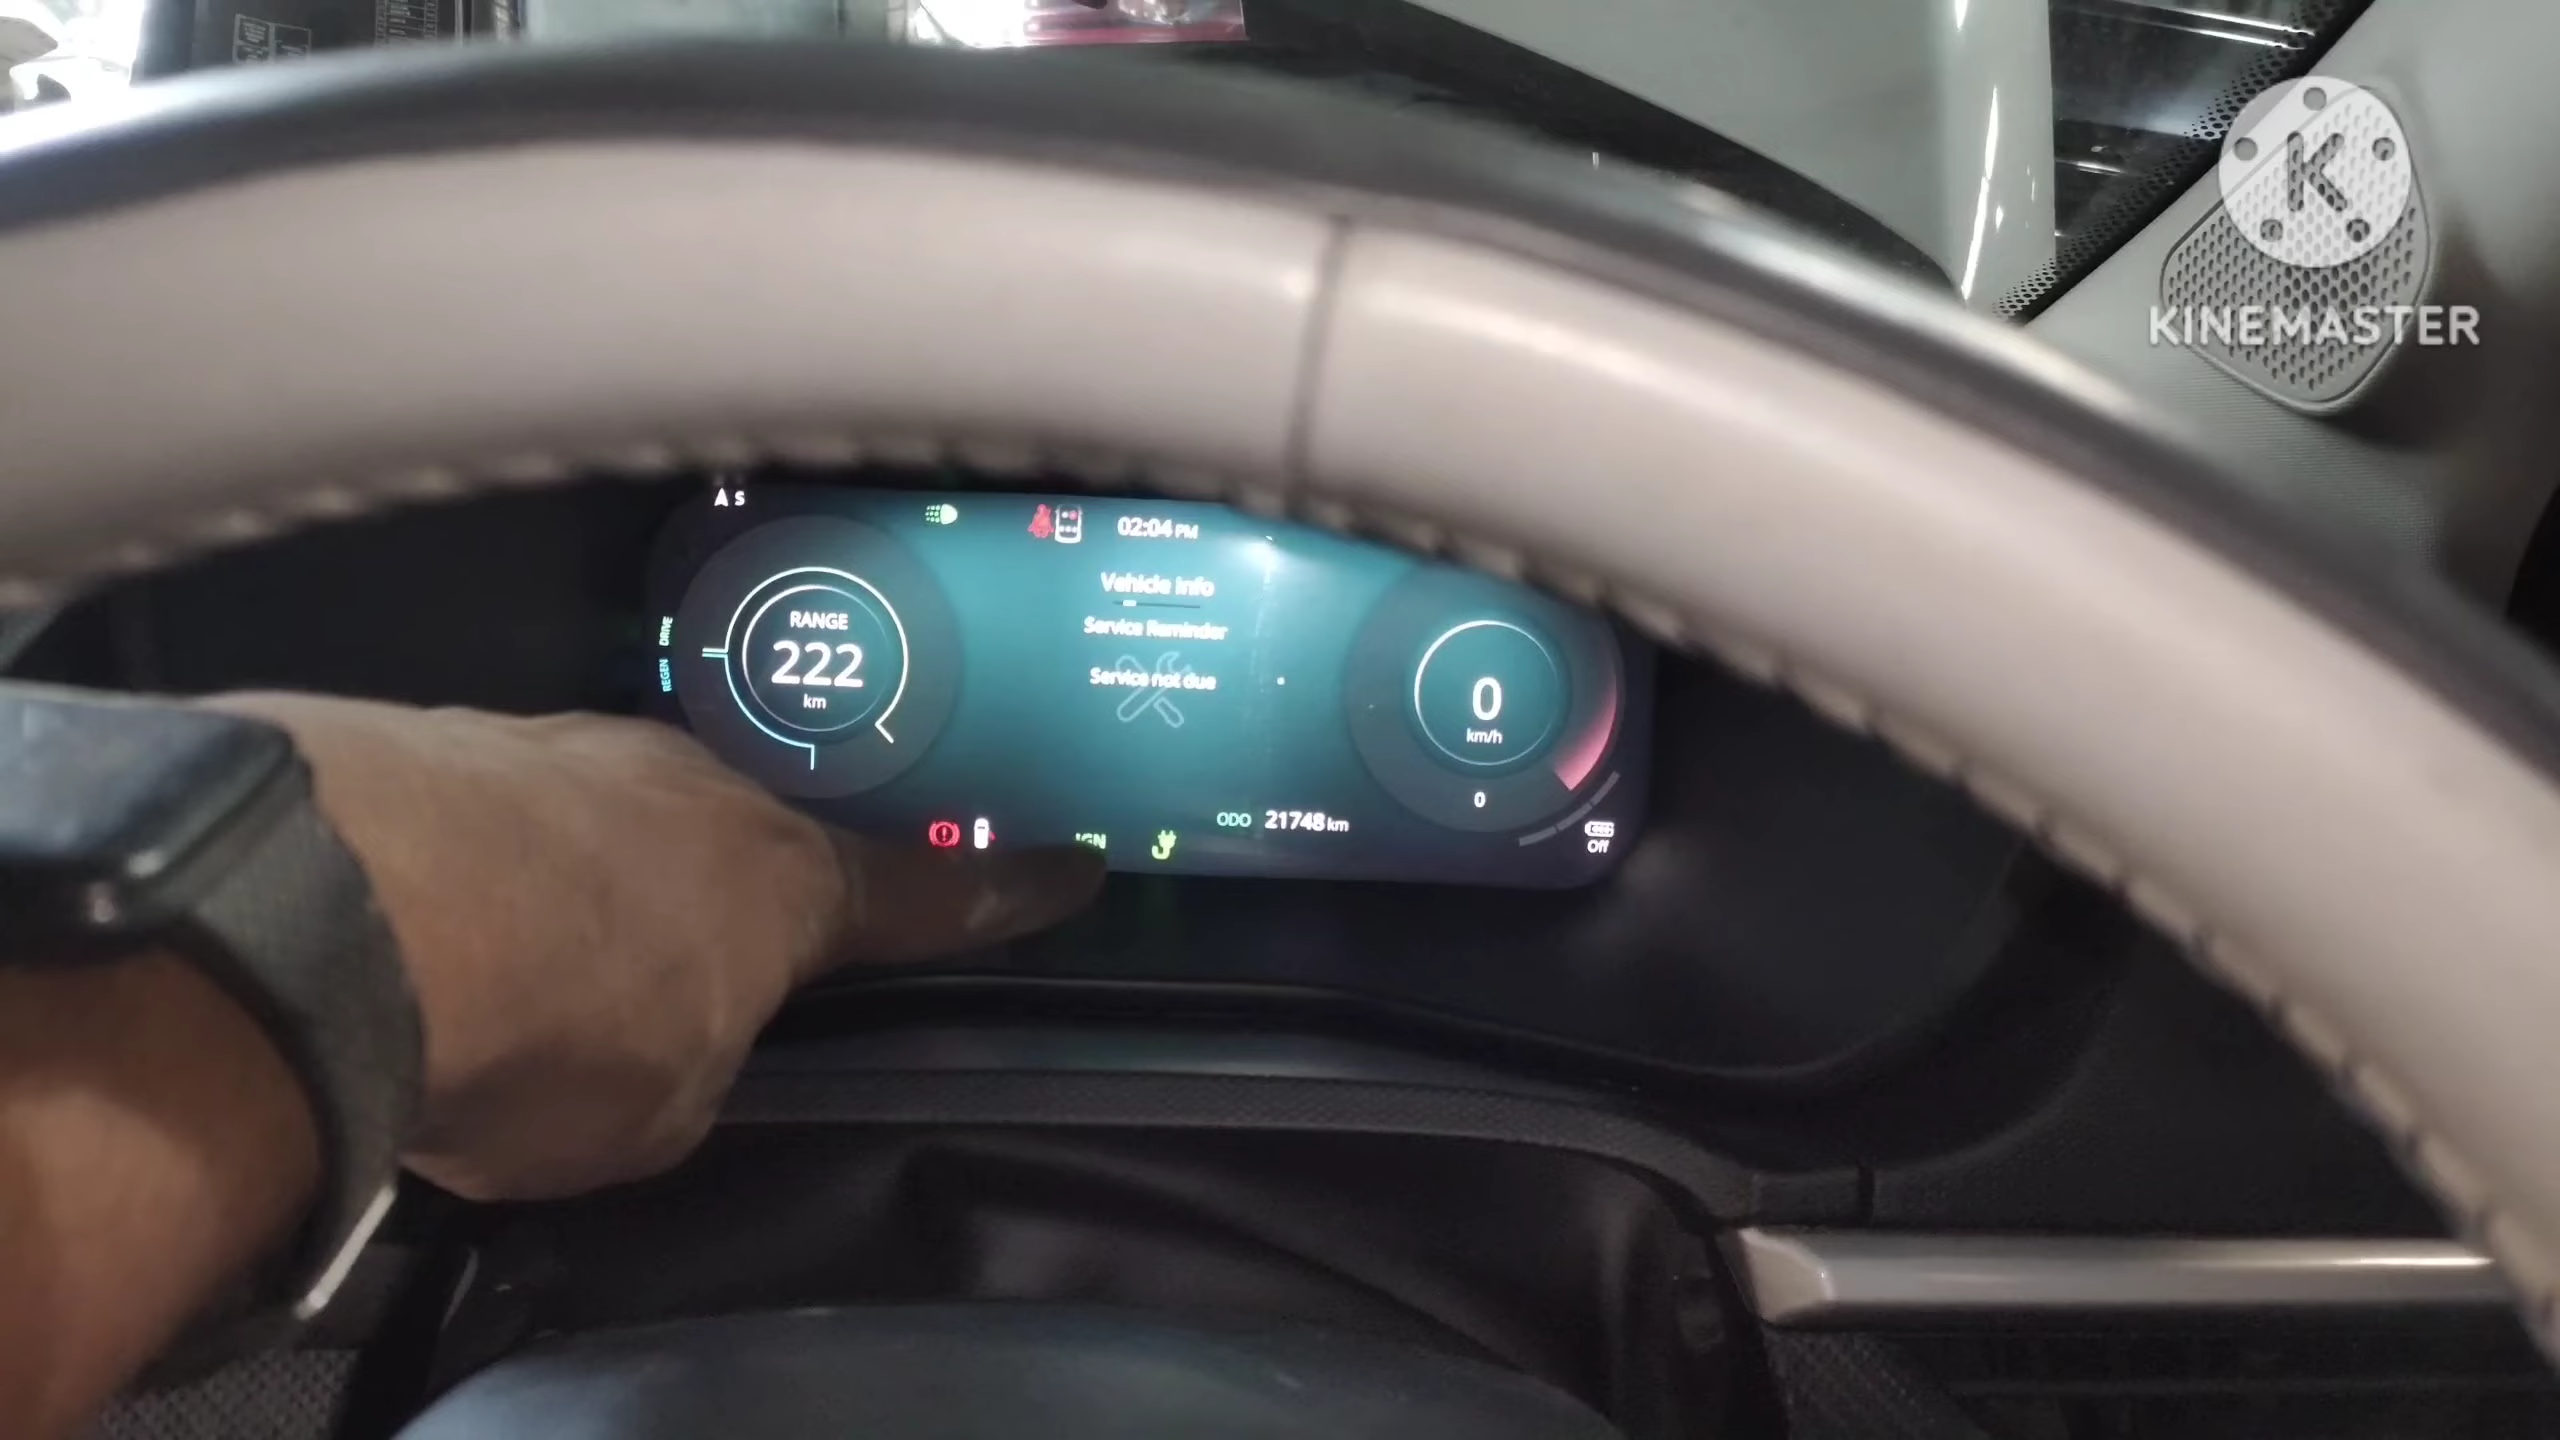 A S
02:04 PM
Vehicle Info
Service Reminder
Service not due
RANGE
222
km
DRIVE
REGEN
0
km/h
0
IGN
ODO 21748 km
Off
K
KINEMASTER